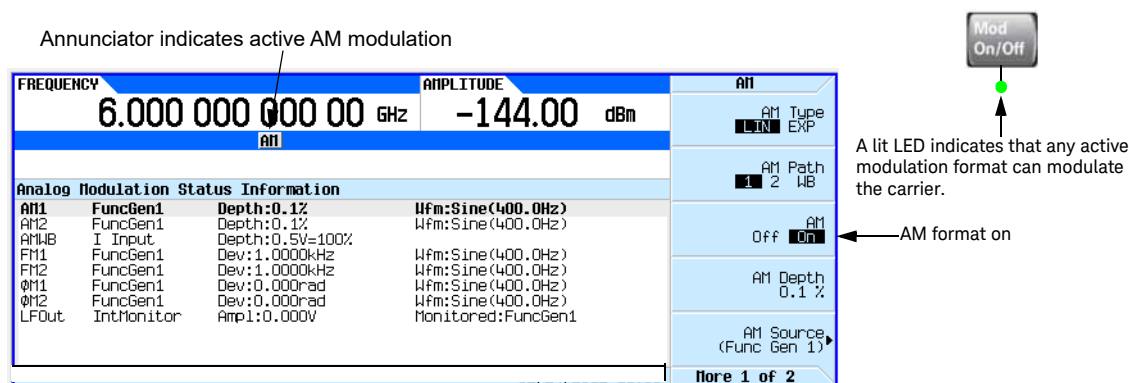 Annunciator indicates active AM modulation
Mod
On/Off
A lit LED indicates that any active
modulation format can modulate
the carrier.
FREQUENCY
6.000 000 000 00 GHz
AMPLITUDE
-144.00 dBm
AM
Analog Modulation Status Information
AM1 FuncGen1 Depth:0.1% Wfm:Sine(400.0Hz)
AM2 FuncGen1 Depth:0.1% Wfm:Sine(400.0Hz)
AMWB I Input Depth:0.5V=100%
FM1 FuncGen1 Dev:1.0000kHz Wfm:Sine(400.0Hz)
FM2 FuncGen1 Dev:1.0000kHz Wfm:Sine(400.0Hz)
ΦM1 FuncGen1 Dev:0.000rad Wfm:Sine(400.0Hz)
ΦM2 FuncGen1 Dev:0.000rad Wfm:Sine(400.0Hz)
LFOut IntMonitor Ampl:0.000V Monitored:FuncGen1
AM
AM Type
LIN EXP
AM Path
1 2 WB
AM
Off On
AM format on
AM Depth
0.1 %
AM Source
(Func Gen 1)
More 1 of 2